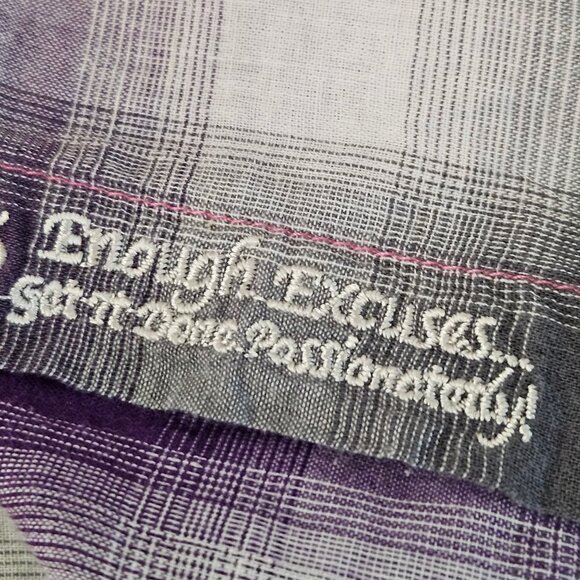 Enough Excuses...
Get It Done Passionately!